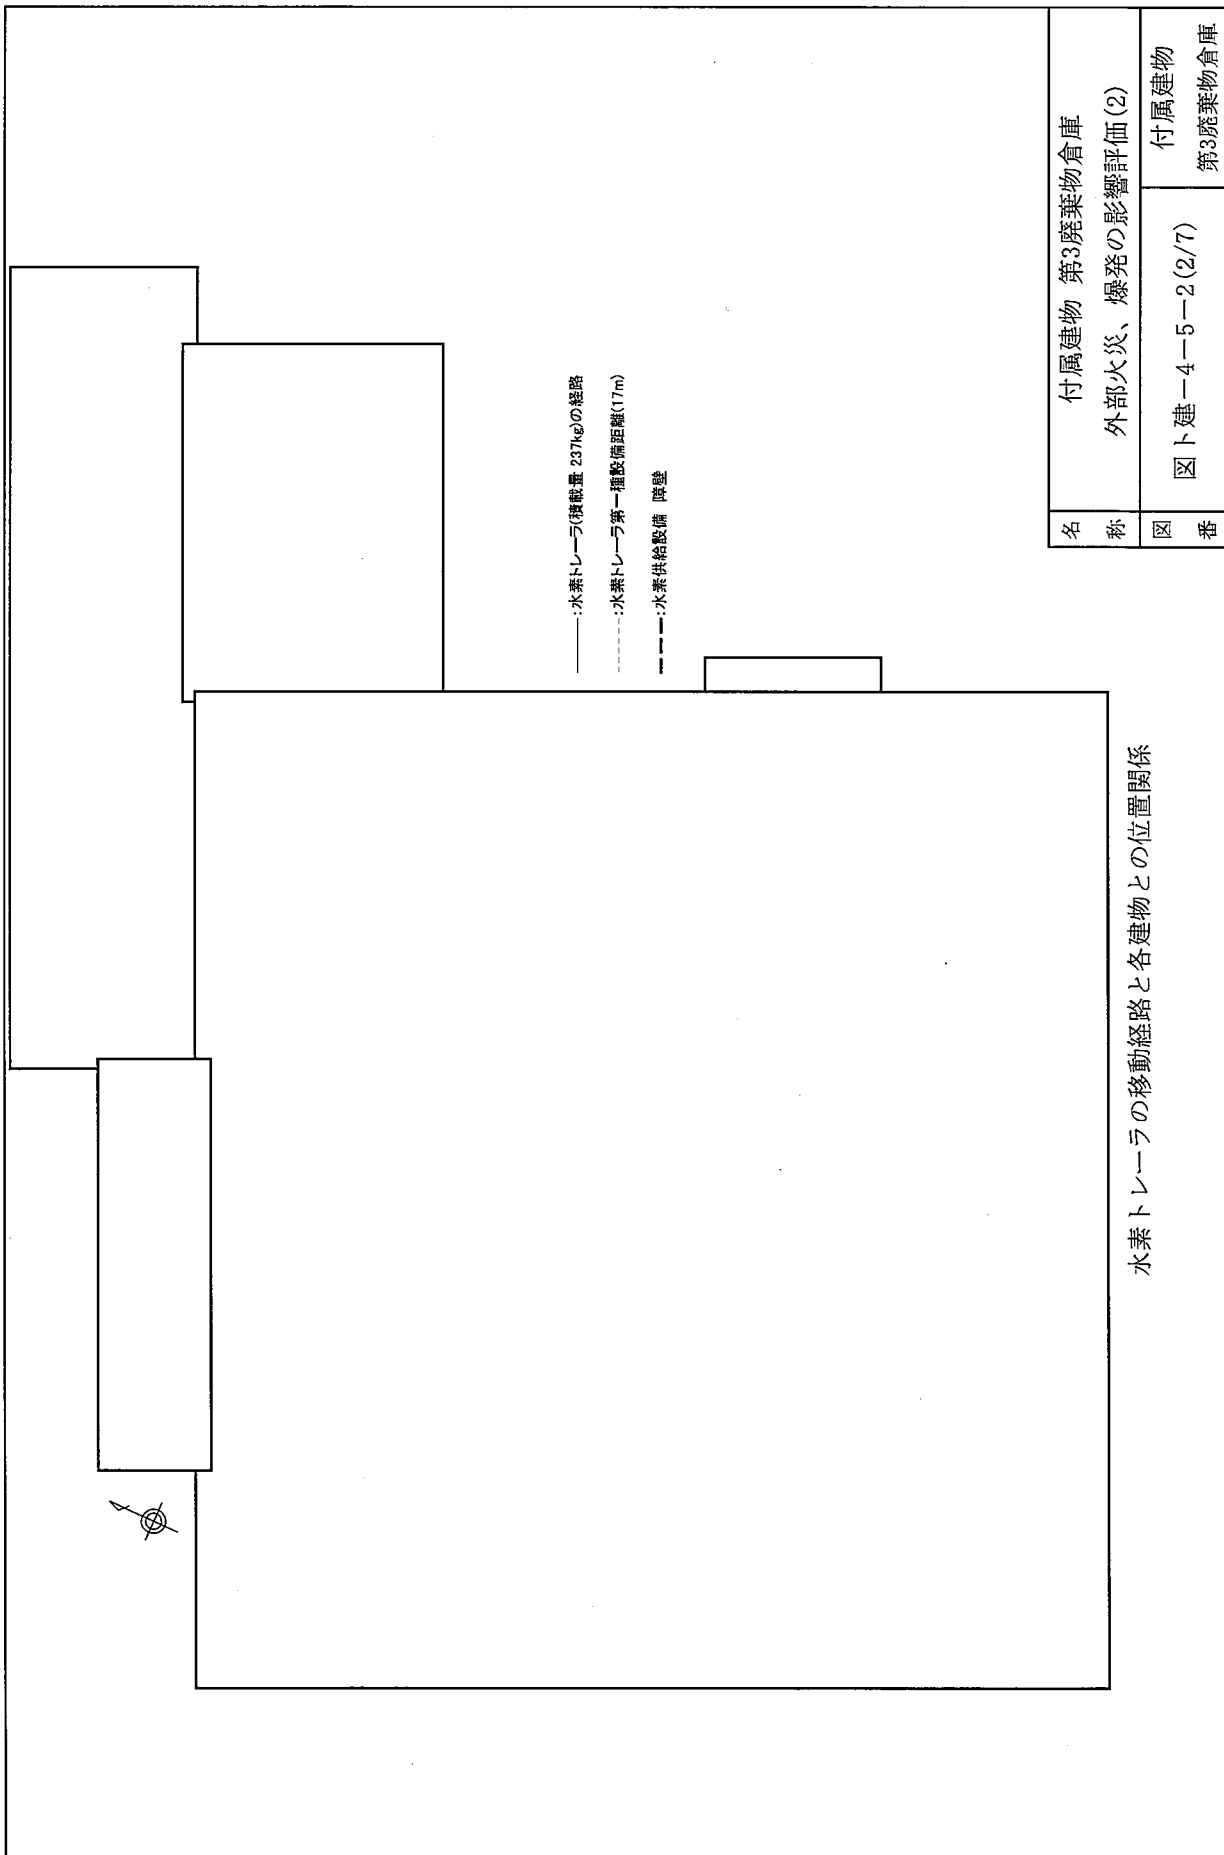 :水素トレーラ(積載量 237kg)の経路
:水素トレーラ第一種設備距離(17m)
:水素供給設備 障壁
水素トレーラの移動経路と各建物との位置関係
名称
付属建物 第3廃棄物倉庫
外部火災、爆発の影響評価(2)
図番
図ト建-4-5-2(2/7)
付属建物
第3廃棄物倉庫